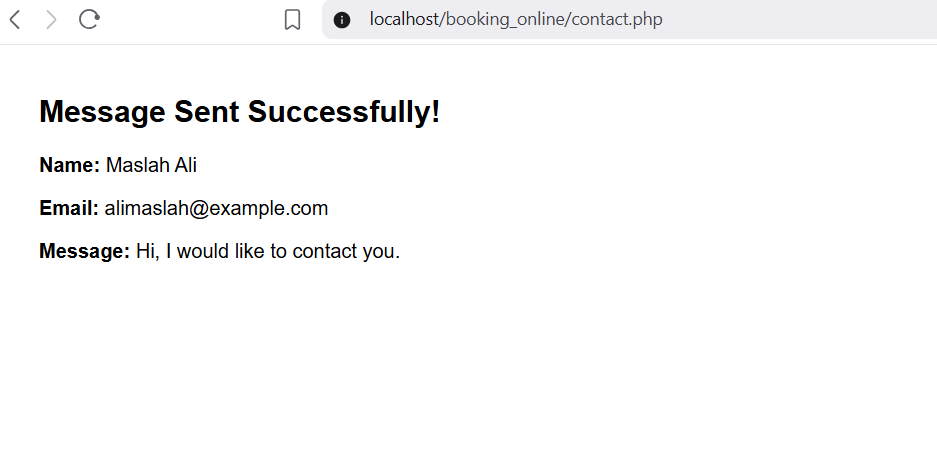 localhost/booking_online/contact.php
Message Sent Successfully!
Name: Maslah Ali
Email: alimaslah@example.com
Message: Hi, I would like to contact you.